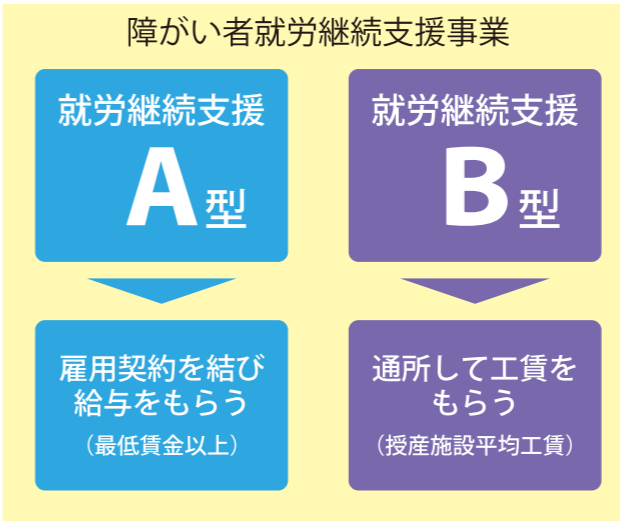 障がい者就労継続支援事業
就労継続支援
A型
就労継続支援
B型
雇用契約を結び
給与をもらう
（最低賃金以上）
通所して工賃を
もらう
（授産施設平均工賃）